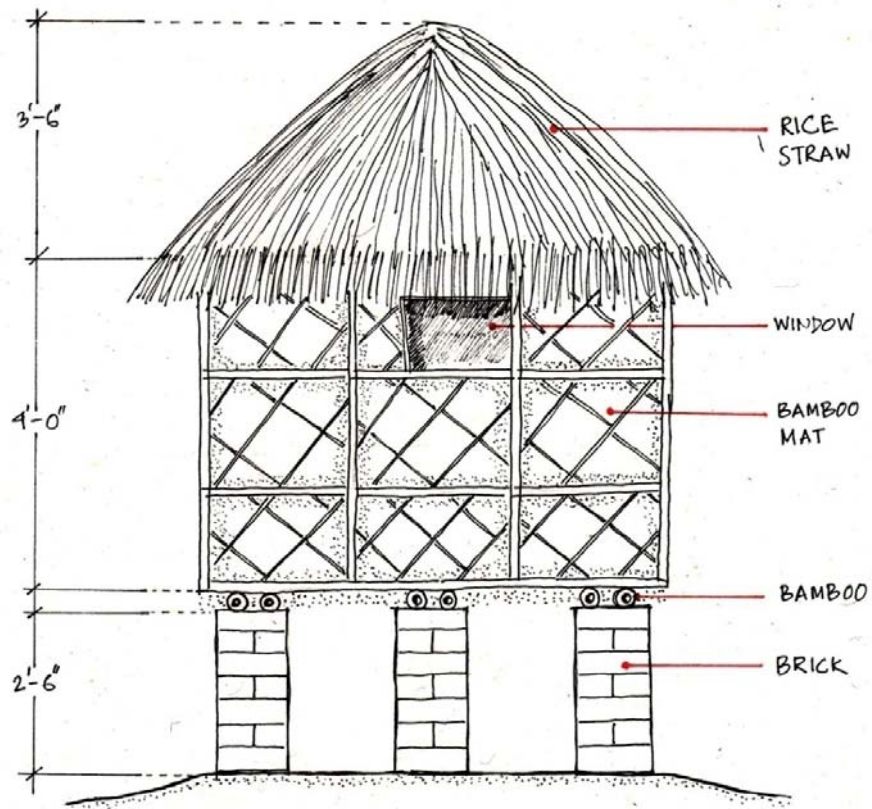 3'-6"
RICE
STRAW
WINDOW
4'-0"
BAMBOO
MAT
BAMBOO
2'-6"
BRICK